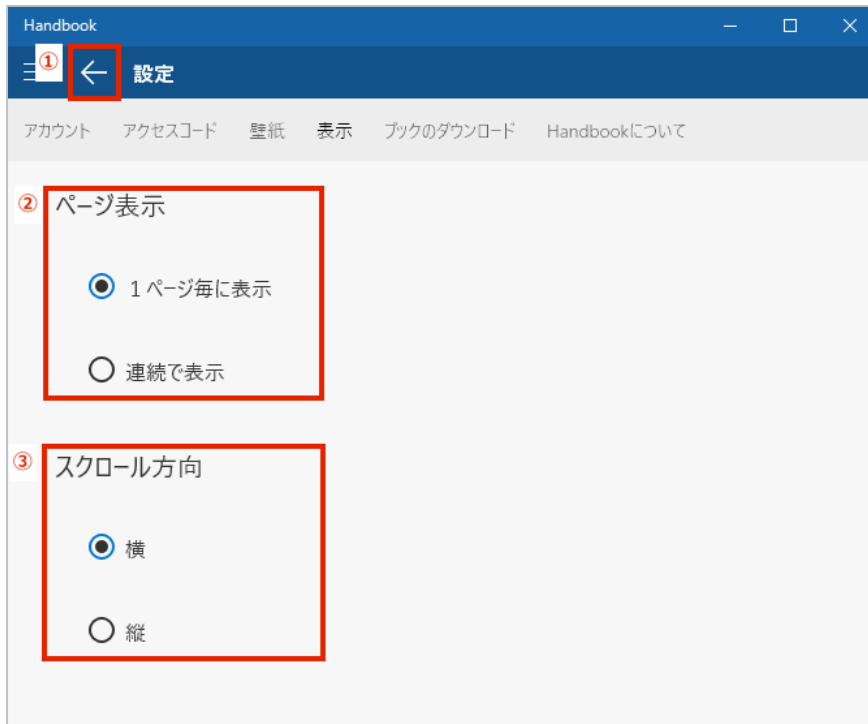 Handbook
① 設定
アカウント アクセスコード 壁紙 表示 ブックのダウンロード Handbookについて
② ページ表示
１ページ毎に表示
連続で表示
③ スクロール方向
横
縦